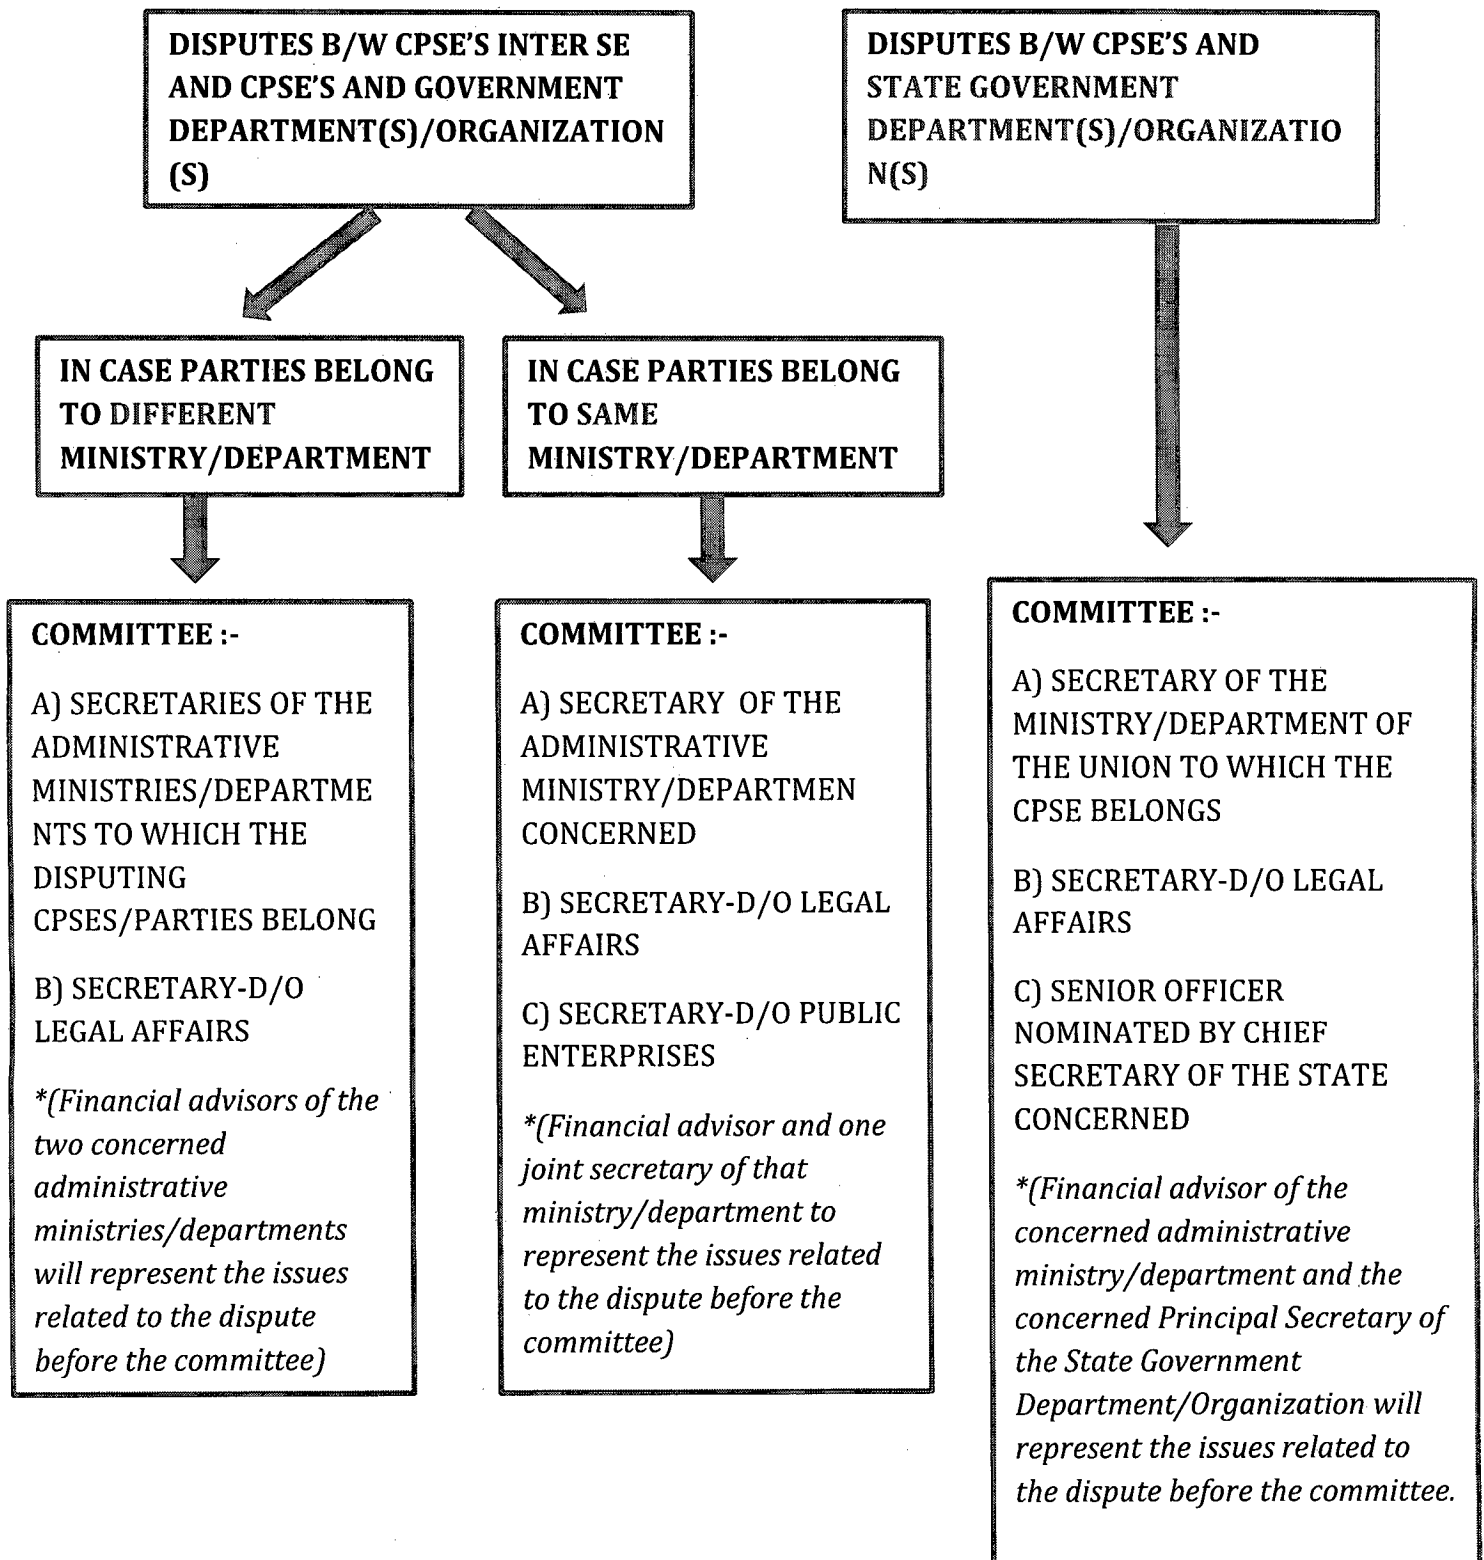 DISPUTES B/W CPSE'S INTER SE
AND CPSE'S AND GOVERNMENT
DEPARTMENT(S)/ORGANIZATION
(S)
DISPUTES B/W CPSE'S AND
STATE GOVERNMENT
DEPARTMENT(S)/ORGANIZATIO
N(S)
IN CASE PARTIES BELONG
TO DIFFERENT
MINISTRY/DEPARTMENT
IN CASE PARTIES BELONG
TO SAME
MINISTRY/DEPARTMENT
COMMITTEE :-
A) SECRETARIES OF THE
ADMINISTRATIVE
MINISTRIES/DEPARTME
NTS TO WHICH THE
DISPUTING
CPSES/PARTIES BELONG
B) SECRETARY-D/O
LEGAL AFFAIRS
*(Financial advisors of the
two concerned
administrative
ministries/departments
will represent the issues
related to the dispute
before the committee)
COMMITTEE :-
A) SECRETARY OF THE
ADMINISTRATIVE
MINISTRY/DEPARTMEN
CONCERNED
B) SECRETARY-D/O LEGAL
AFFAIRS
C) SECRETARY-D/O PUBLIC
ENTERPRISES
*(Financial advisor and one
joint secretary of that
ministry/department to
represent the issues related
to the dispute before the
committee)
COMMITTEE :-
A) SECRETARY OF THE
MINISTRY/DEPARTMENT OF
THE UNION TO WHICH THE
CPSE BELONGS
B) SECRETARY-D/O LEGAL
AFFAIRS
C) SENIOR OFFICER
NOMINATED BY CHIEF
SECRETARY OF THE STATE
CONCERNED
*(Financial advisor of the
concerned administrative
ministry/department and the
concerned Principal Secretary of
the State Government
Department/Organization will
represent the issues related to
the dispute before the committee.